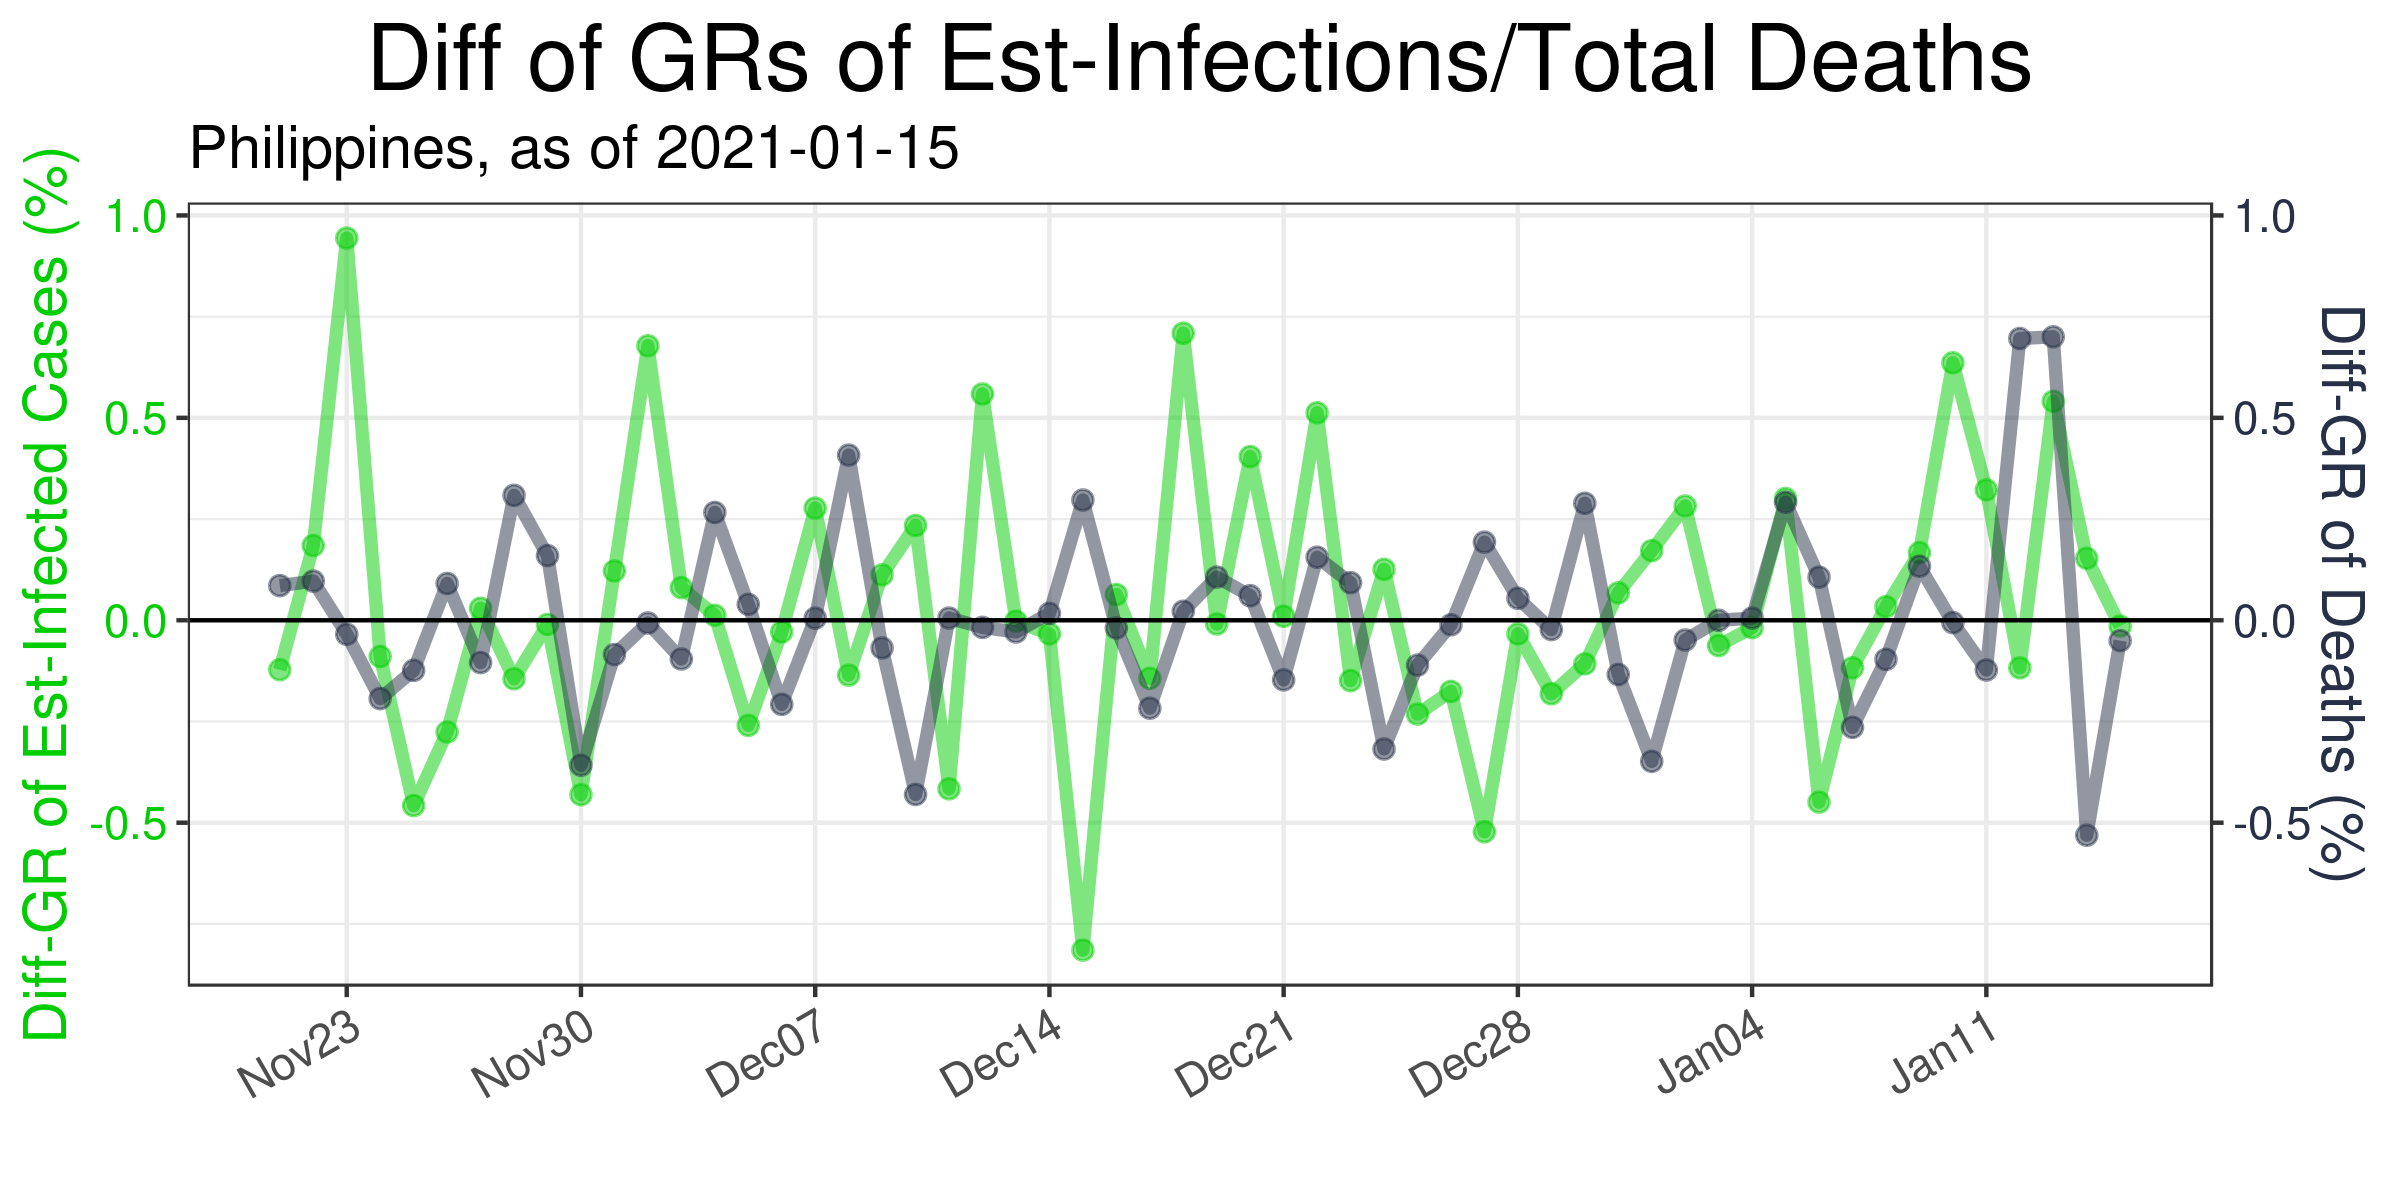 Diff of GRs of Est-Infections/Total Deaths
Philippines, as of 2021-01-15
Diff-GR of Est-Infected Cases (%)
1.0
0.5
0.0
-0.5
1.0
0.5
0.0
-0.5
Diff-GR of Deaths (%)
Nov23
Nov30
Dec07
Dec14
Dec21
Dec28
Jan04
Jan11